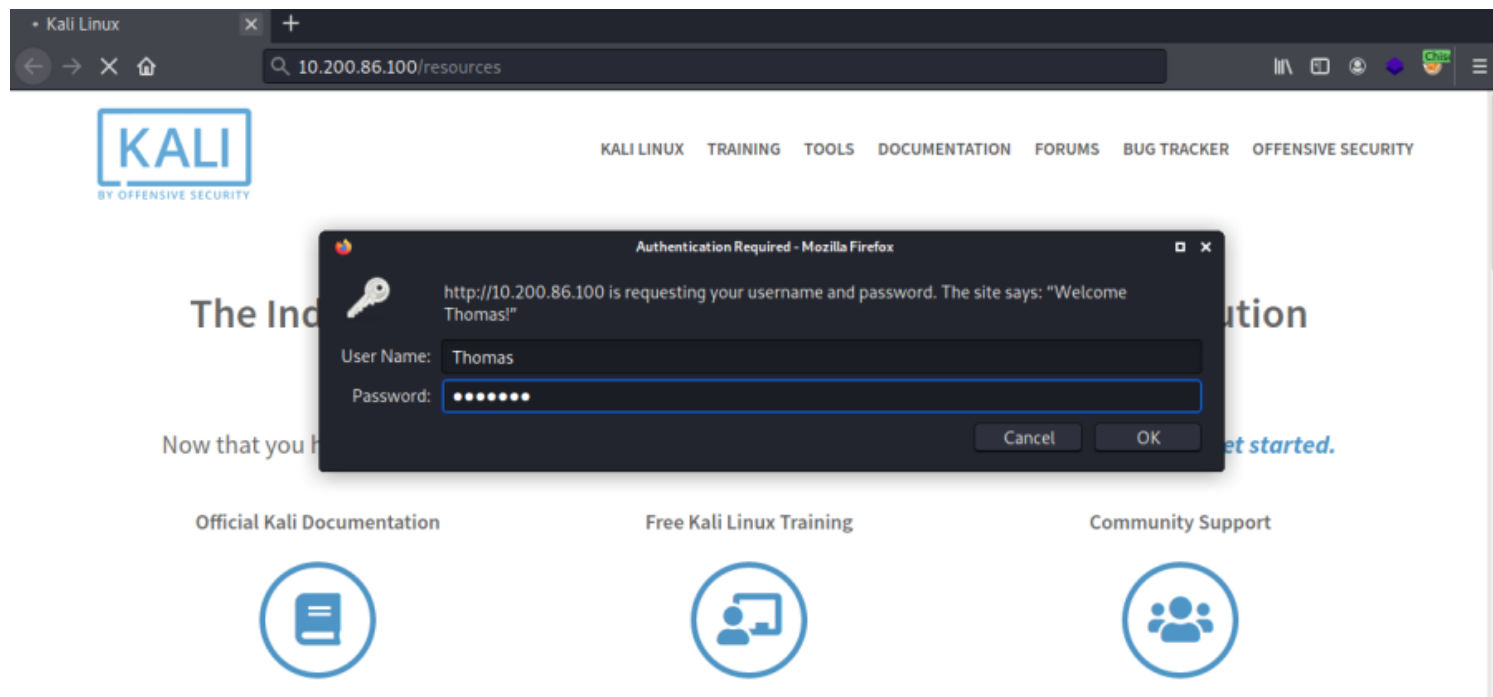 Kali Linux
10.200.86.100/resources
KALI
BY OFFENSIVE SECURITY
KALI LINUX TRAINING TOOLS DOCUMENTATION FORUMS BUG TRACKER OFFENSIVE SECURITY
Authentication Required - Mozilla Firefox
http://10.200.86.100 is requesting your username and password. The site says: "Welcome
Thomas!"
The Ind
ution
User Name: Thomas
Password: •••••••
Cancel OK
Now that you h
et started.
Official Kali Documentation Free Kali Linux Training Community Support